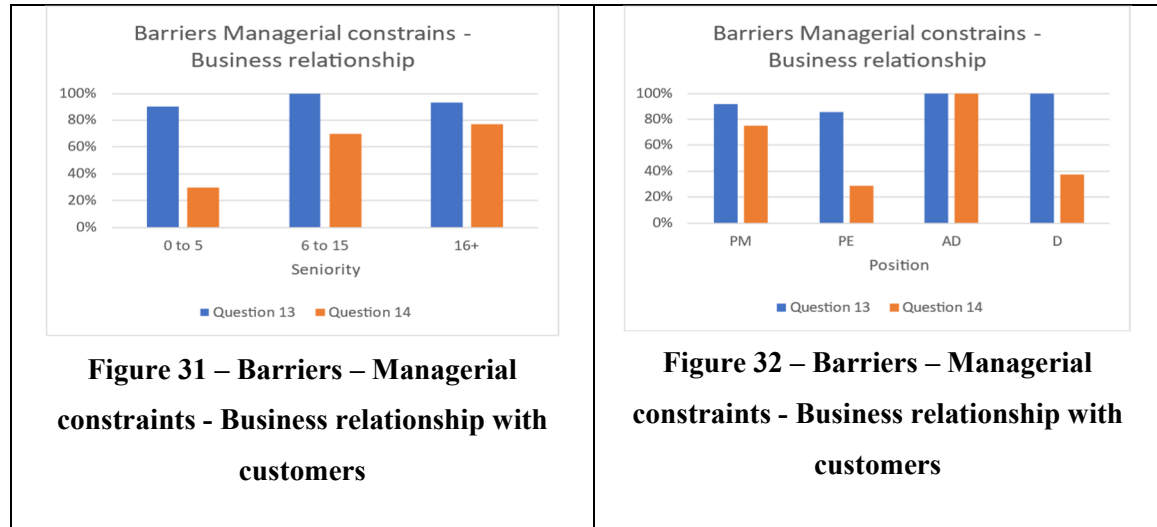 Barriers Managerial constrains -
Business relationship
100%
80%
60%
40%
20%
0%
0 to 5
6 to 15
16+
Seniority
Question 13
Question 14
Figure 31 – Barriers – Managerial
constraints - Business relationship with
customers
Barriers Managerial constrains -
Business relationship
100%
80%
60%
40%
20%
0%
PM
PE
AD
D
Position
Question 13
Question 14
Figure 32 – Barriers – Managerial
constraints - Business relationship with
customers